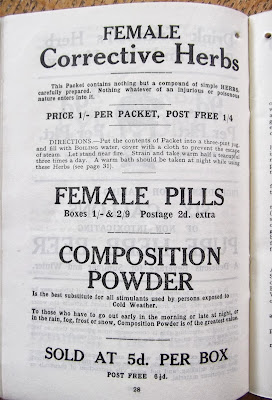 FEMALE
Corrective Herbs
This Packet contains nothing but a compound of simple HERBS,
carefully prepared. Nothing whatever of an injurious or poisonous
nature enters into it.
PRICE 1/- PER PACKET, POST FREE 1/4
DIRECTIONS.—Put the contents of Packet into a three-pint jug,
and fill with BOILING water, cover with a cloth to prevent the escape
of steam. Let stand near fire. Strain and take warm half a teacupful
three times a day. A warm bath should be taken at night while using
these Herbs (see page 31).
FEMALE PILLS
Boxes 1/- & 2/9 Postage 2d. extra
COMPOSITION
POWDER
Is the best substitute for all stimulants used by persons exposed to
Cold Weather.
To those who have to go out early in the morning or late at night, or
in the rain, fog, frost or snow, Composition Powder is of the greatest value.
SOLD AT 5d. PER BOX
POST FREE 6½d.
28